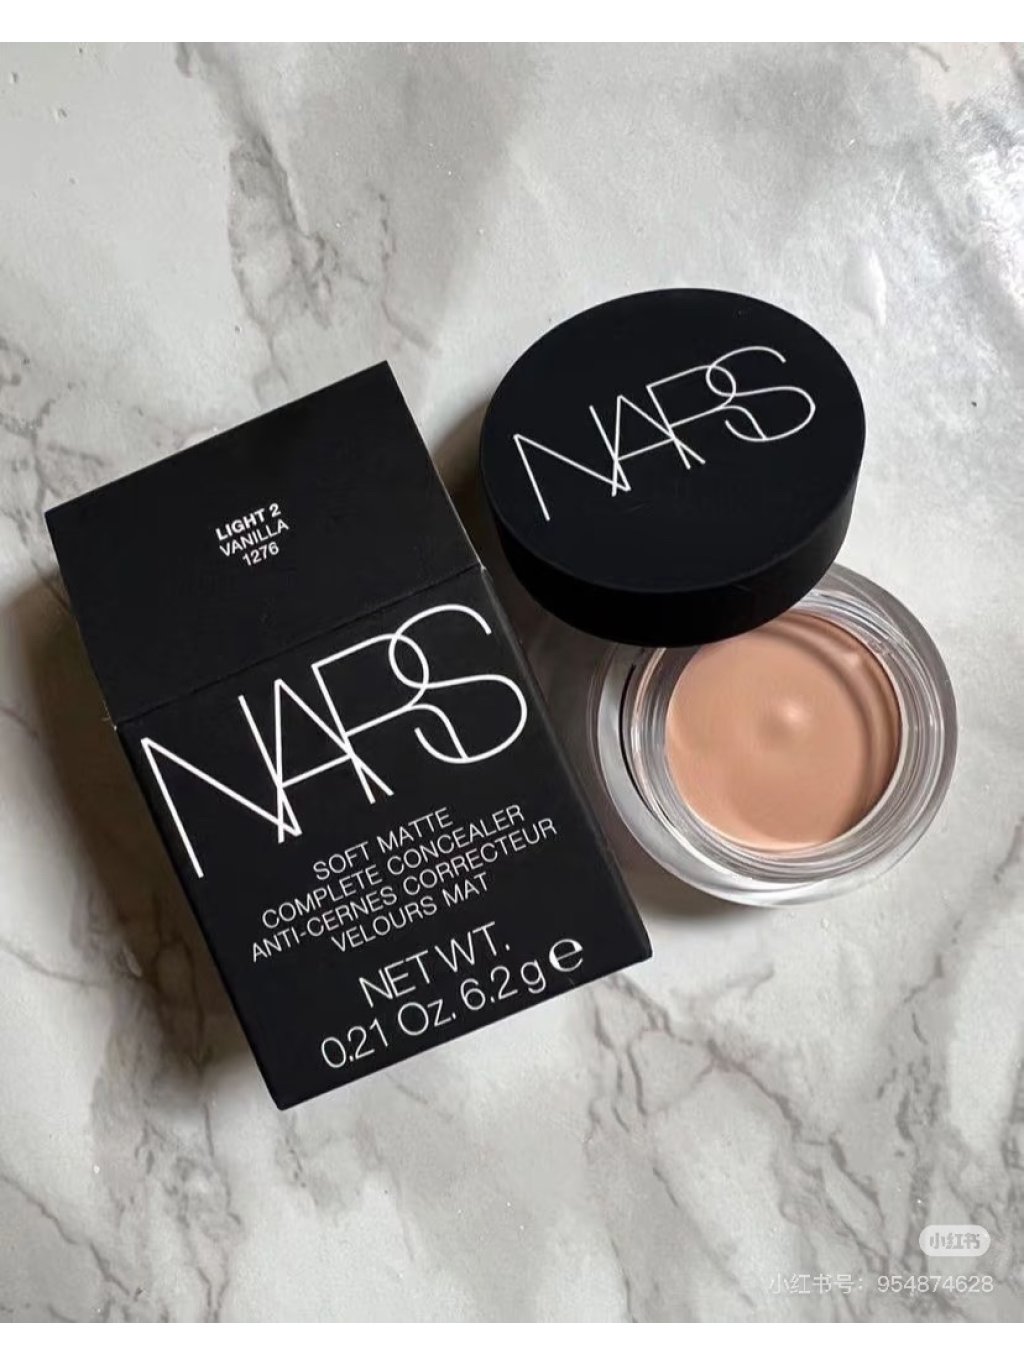 NARS
LIGHT 2
VANILLA
1276
NARS
SOFT MATTE
COMPLETE CONCEALER
ANTI-CERNES CORRECTEUR
VELOURS MAT
NET WT.
0.21 Oz. 6.2 g ℮
小红书
小红书号：954874628